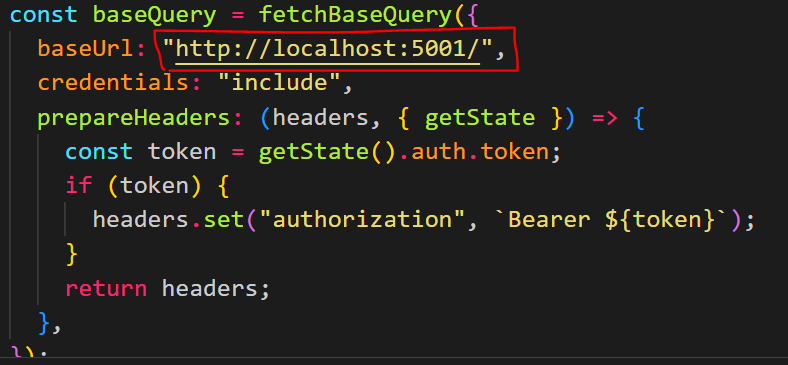 const baseQuery = fetchBaseQuery({
baseUrl: "http://localhost:5001/",
credentials: "include",
prepareHeaders: (headers, { getState }) => {
const token = getState().auth.token;
if (token) {
headers.set("authorization", `Bearer ${token}`);
}
return headers;
},
});